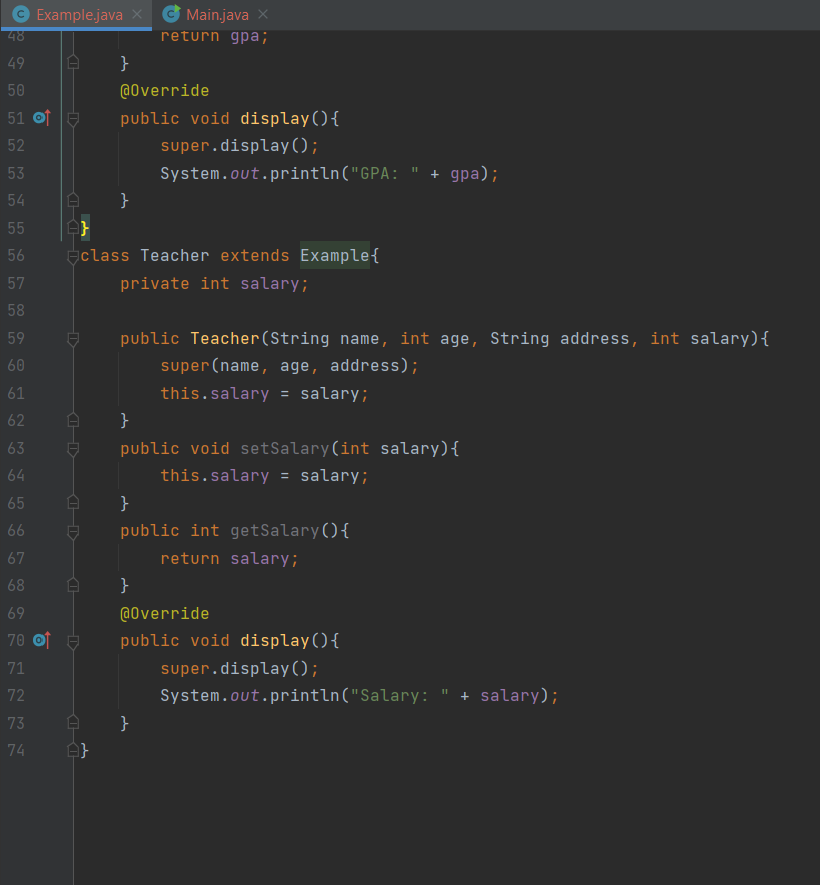 Example.java Main.java
48 return gpa;
49 }
50 @Override
51 public void display(){
52 super.display();
53 System.out.println("GPA: " + gpa);
54 }
55 }
56 class Teacher extends Example{
57 private int salary;
58
59 public Teacher(String name, int age, String address, int salary){
60 super(name, age, address);
61 this.salary = salary;
62 }
63 public void setSalary(int salary){
64 this.salary = salary;
65 }
66 public int getSalary(){
67 return salary;
68 }
69 @Override
70 public void display(){
71 super.display();
72 System.out.println("Salary: " + salary);
73 }
74 }